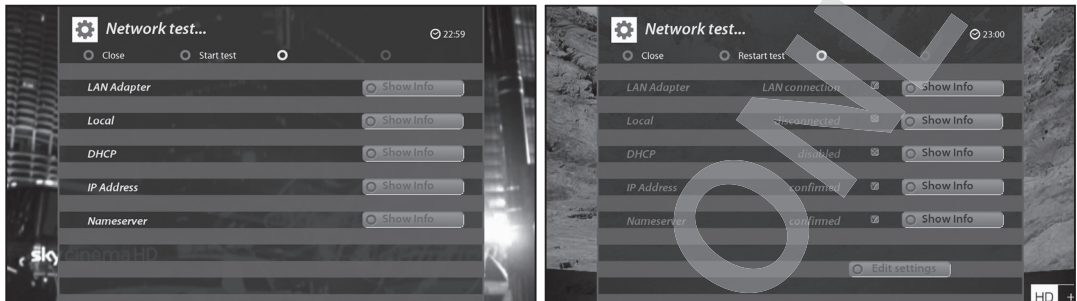 Network test...
22:59
Close Start test
LAN Adapter Show Info
Local Show Info
DHCP Show Info
IP Address Show Info
Nameserver Show Info
sky cinema HD
Network test...
23:00
Close Restart test
LAN Adapter LAN connection Show Info
Local disconnected Show Info
DHCP disabled Show Info
IP Address confirmed Show Info
Nameserver confirmed Show Info
Edit settings
HD +
ONL